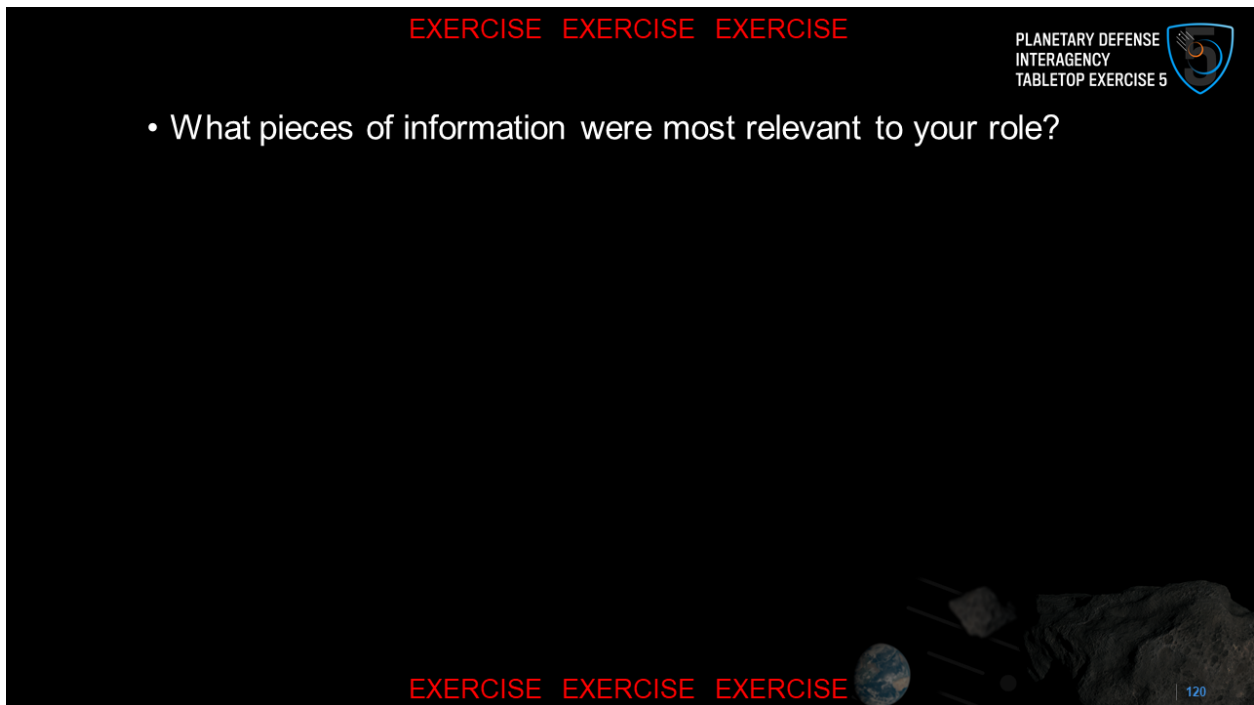 EXERCISE EXERCISE EXERCISE
PLANETARY DEFENSE
INTERAGENCY
TABLETOP EXERCISE 5
5
• What pieces of information were most relevant to your role?
EXERCISE EXERCISE EXERCISE
120